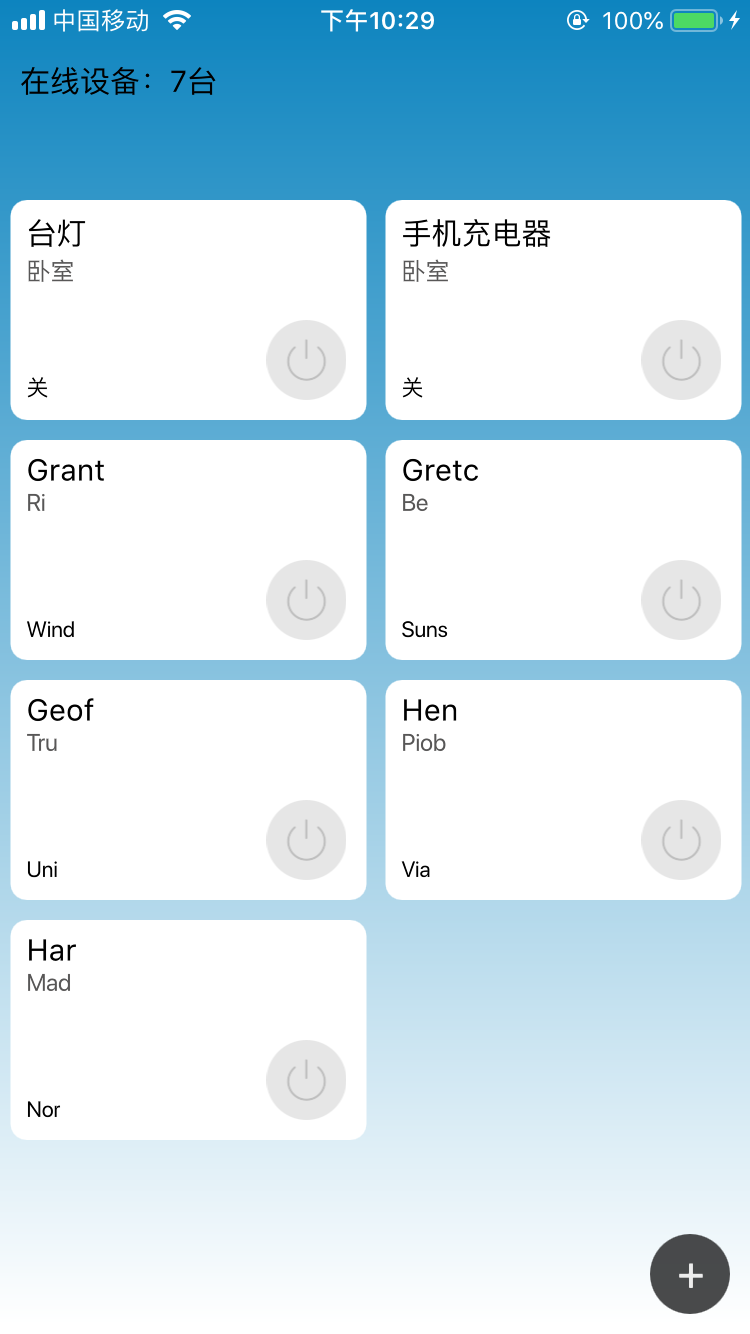 中国移动 下午10:29 100%
在线设备：7台
台灯
卧室
关
手机充电器
卧室
关
Grant
Ri
Wind
Gretc
Be
Suns
Geof
Tru
Uni
Hen
Piob
Via
Har
Mad
Nor
+